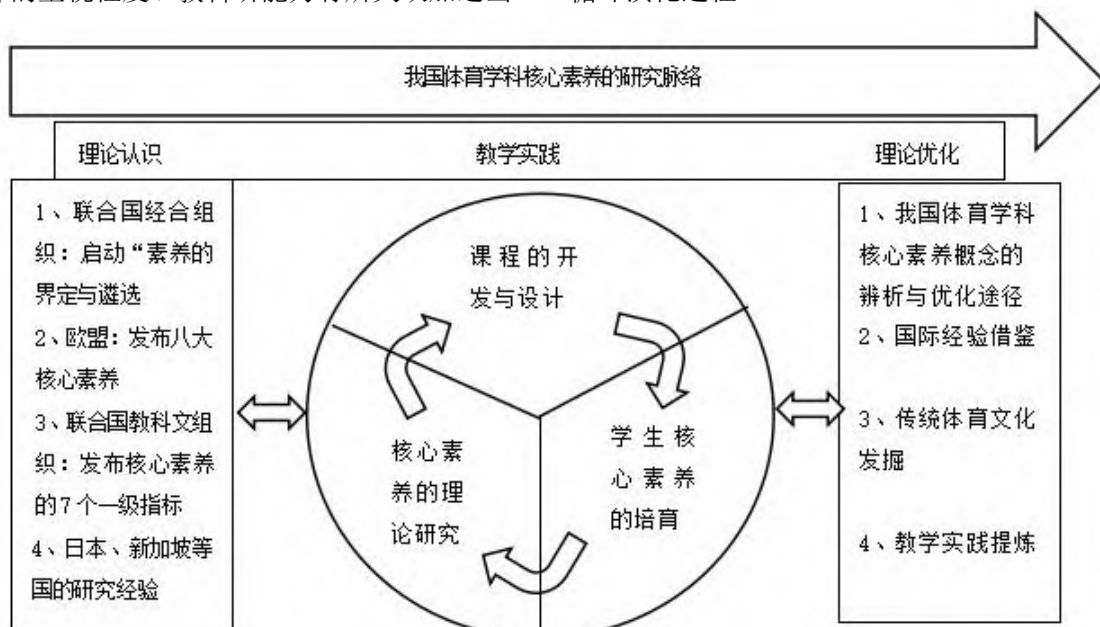 我国体育学科核心素养的研究脉络
理论认识
教学实践
理论优化
1、联合国经合组
织：启动“素养的
界定与遴选
2、欧盟：发布八大
核心素养
3、联合国教科文组
织：发布核心素养
的7个一级指标
4、日本、新加坡等
国的研究经验
课程的开
发与设计
核心素
养的理
论研究
学生核
心素养
的培育
1、我国体育学科
核心素养概念的
辨析与优化途径
2、国际经验借鉴
3、传统体育文化
发掘
4、教学实践提炼